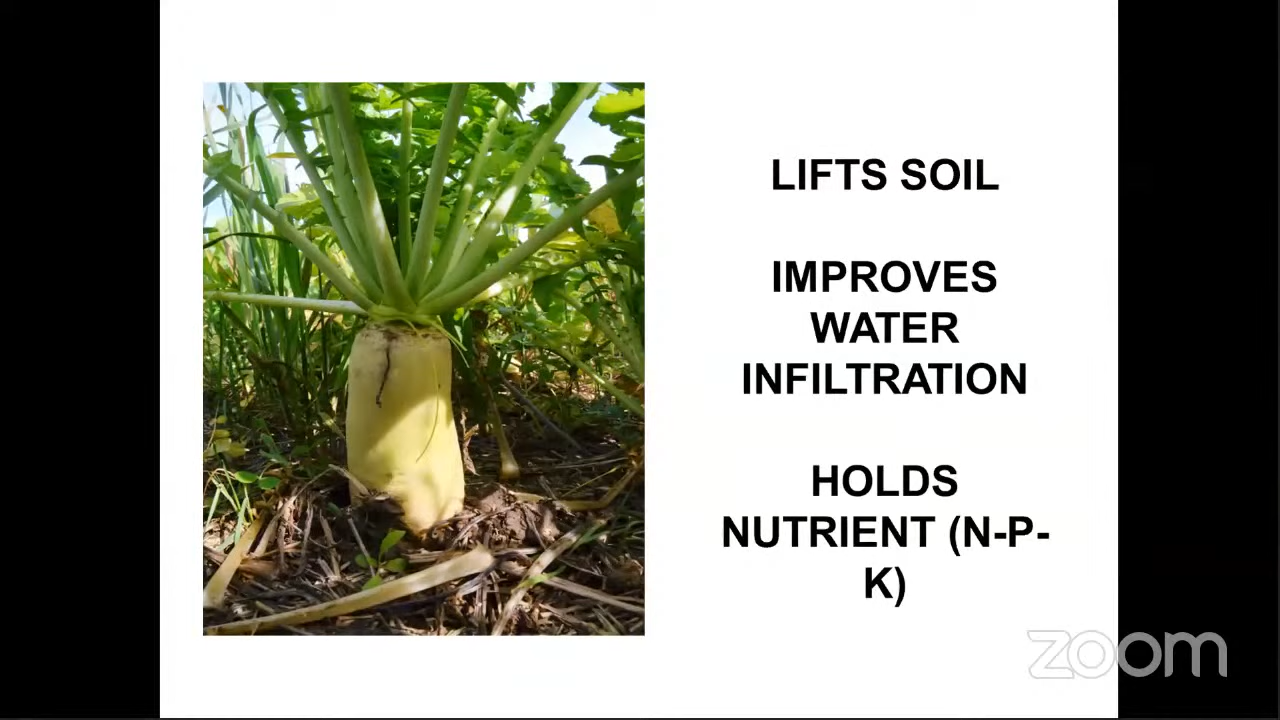 LIFTS SOIL
IMPROVES
WATER
INFILTRATION
HOLDS
NUTRIENT (N-P-
K)
zoom